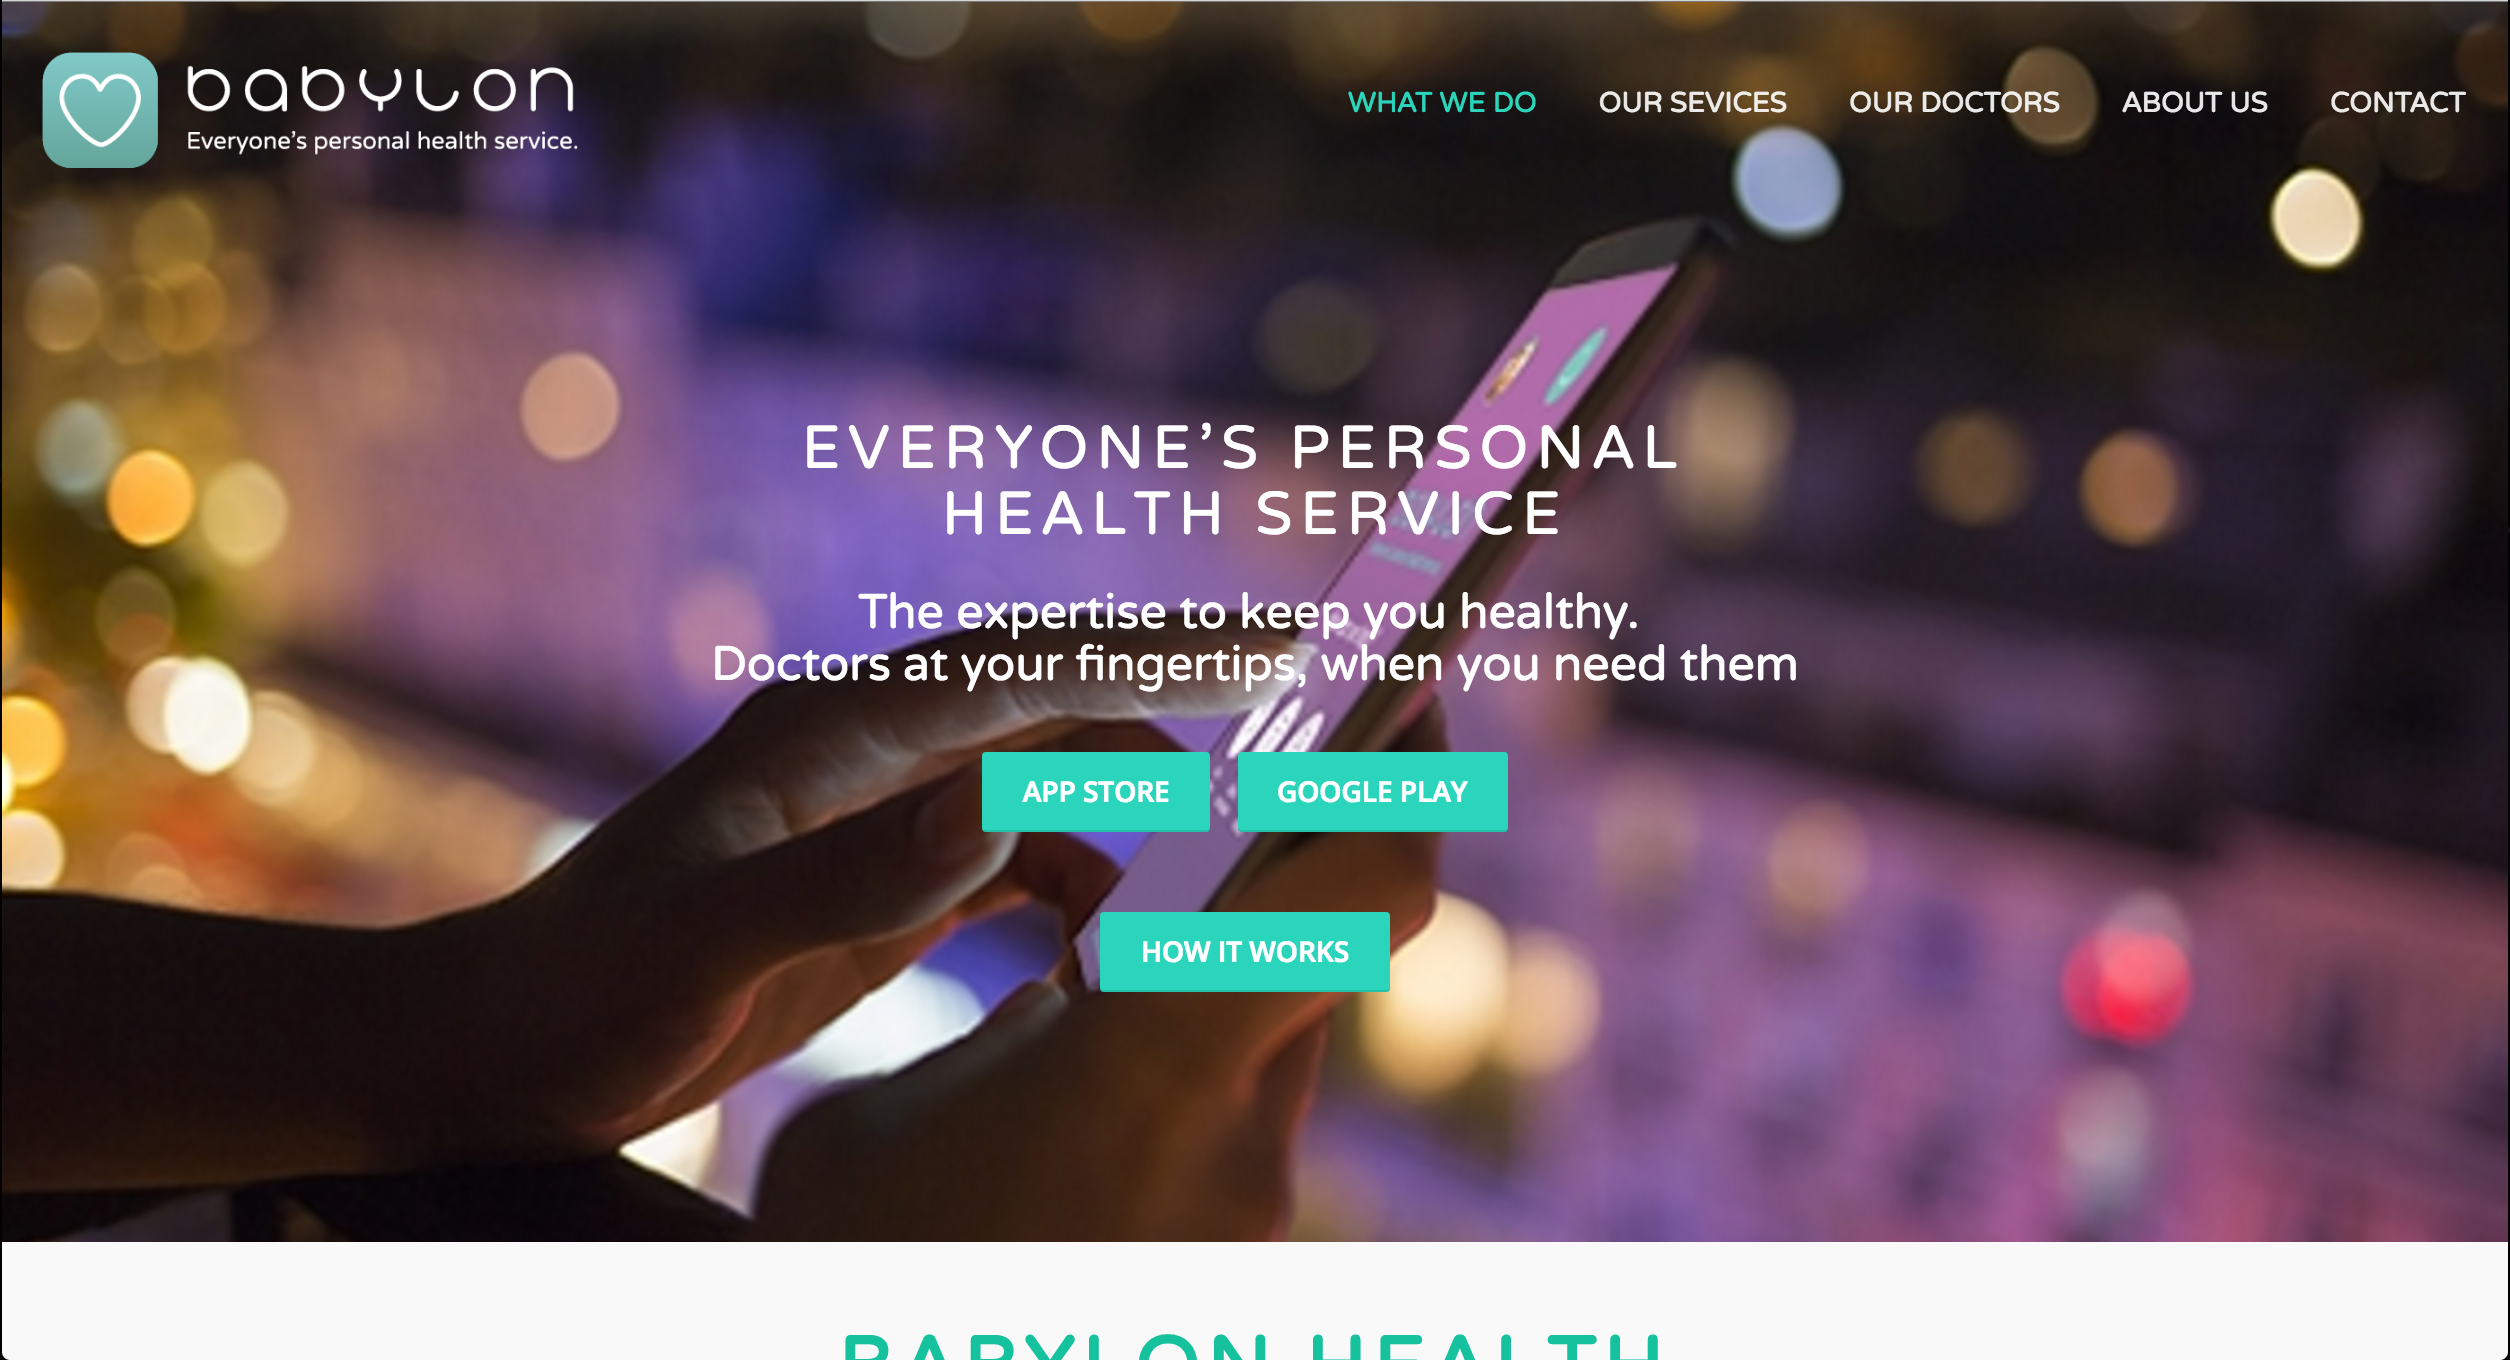 babylon
Everyone’s personal health service.
WHAT WE DO
OUR SEVICES
OUR DOCTORS
ABOUT US
CONTACT
EVERYONE’S PERSONAL
HEALTH SERVICE
The expertise to keep you healthy.
Doctors at your fingertips, when you need them
APP STORE
GOOGLE PLAY
HOW IT WORKS
BABYLON HEALTH